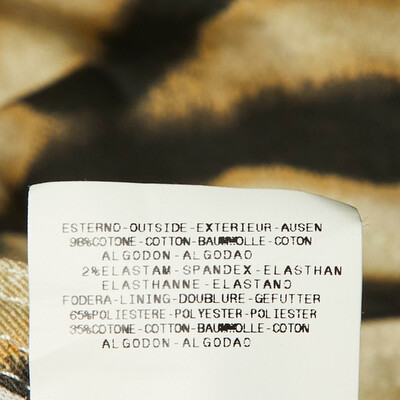 ESTERNO-OUTSIDE-EXTERIEUR-AUSEN
98%COTONE-COTTON-BAUMWOLLE-COTON
ALGODON-ALGODAO
2%ELASTAM-SPANDEX-ELASTHAN
ELASTHANNE-ELASTANO
FODERA-LINING-DOUBLURE-GEFUTTER
65%POLIESTERE-POLYESTER-POLIESTER
35%COTONE-COTTON-BAUMWOLLE-COTON
ALGODON-ALGODAO